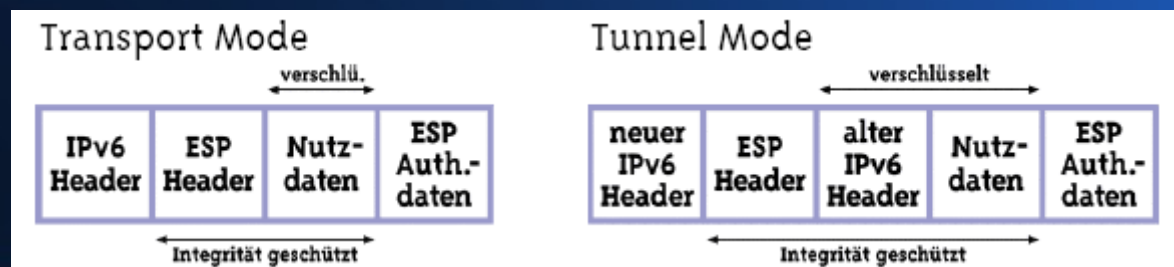 Transport Mode
verschlü.
IPv6
Header
ESP
Header
Nutz-
daten
ESP
Auth.-
daten
Integrität geschützt
Tunnel Mode
verschlüsselt
neuer
IPv6
Header
ESP
Header
alter
IPv6
Header
Nutz-
daten
ESP
Auth.-
daten
Integrität geschützt